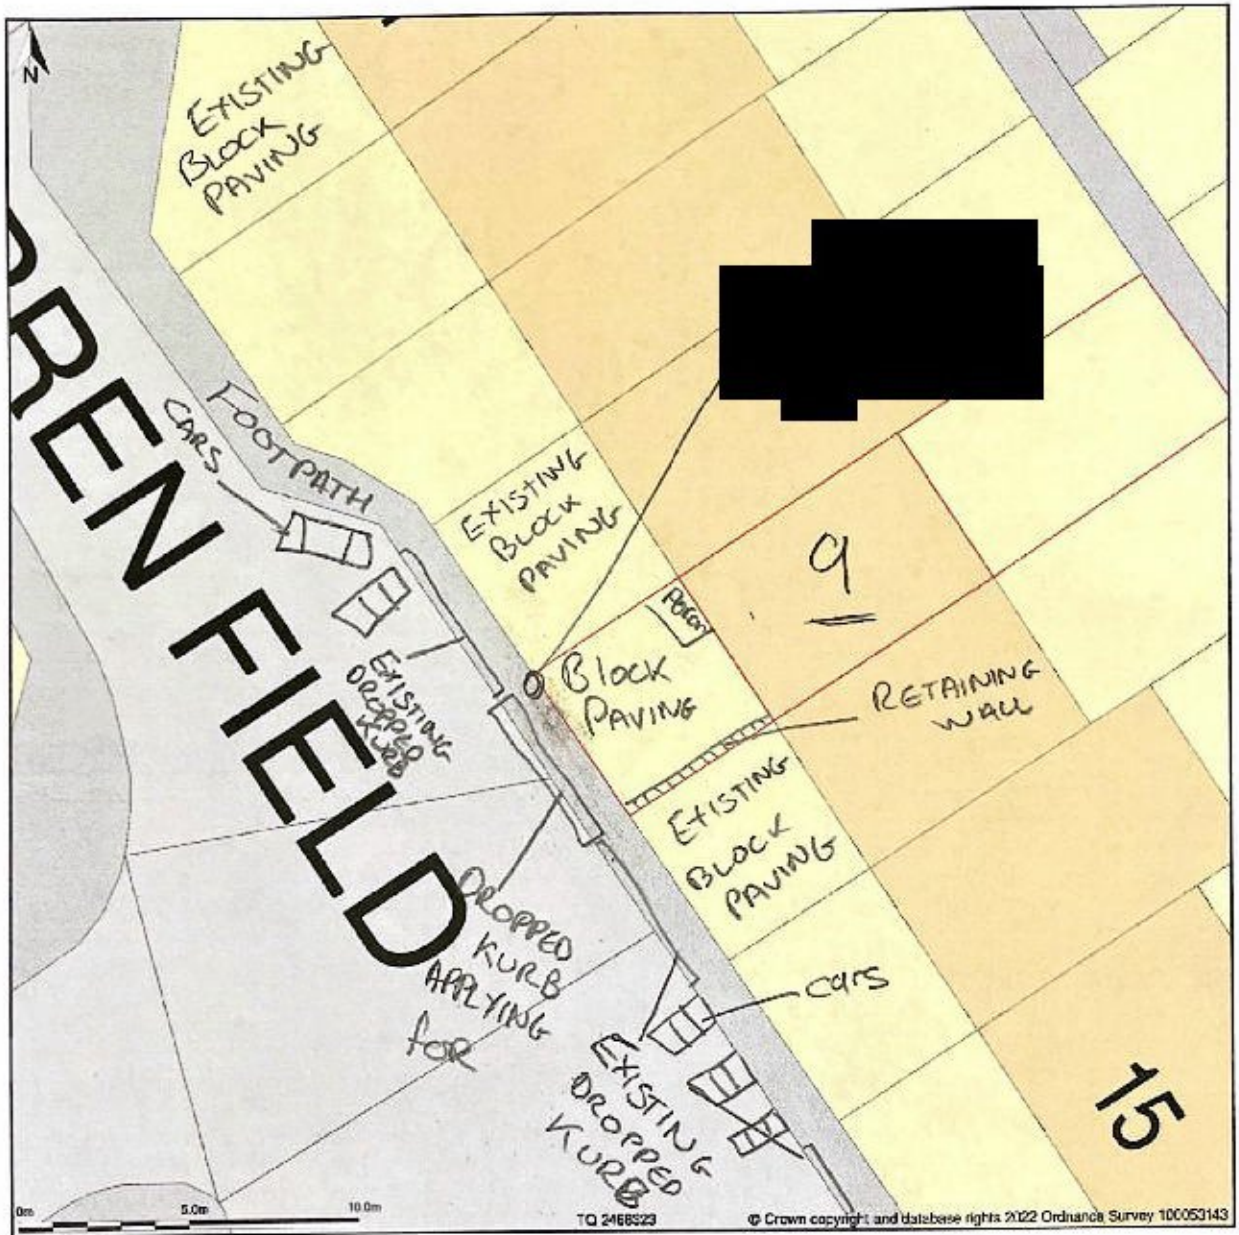 N
EXISTING
BLOCK
PAVING
CARS
FOOTPATH
REN FIELD
EXISTING
BLOCK
PAVING
9
Block
PAVING
RETAINING
WALL
EXISTING
DROPPED
KURB
EXISTING
BLOCK
PAVING
DROPPED
KURB
APPLYING
foR
cars
EXISTING
DROPPED
KURB
15
0m 5.0m 10.0m
TQ 2468323
© Crown copyright and database rights 2022 Ordnance Survey 100053143